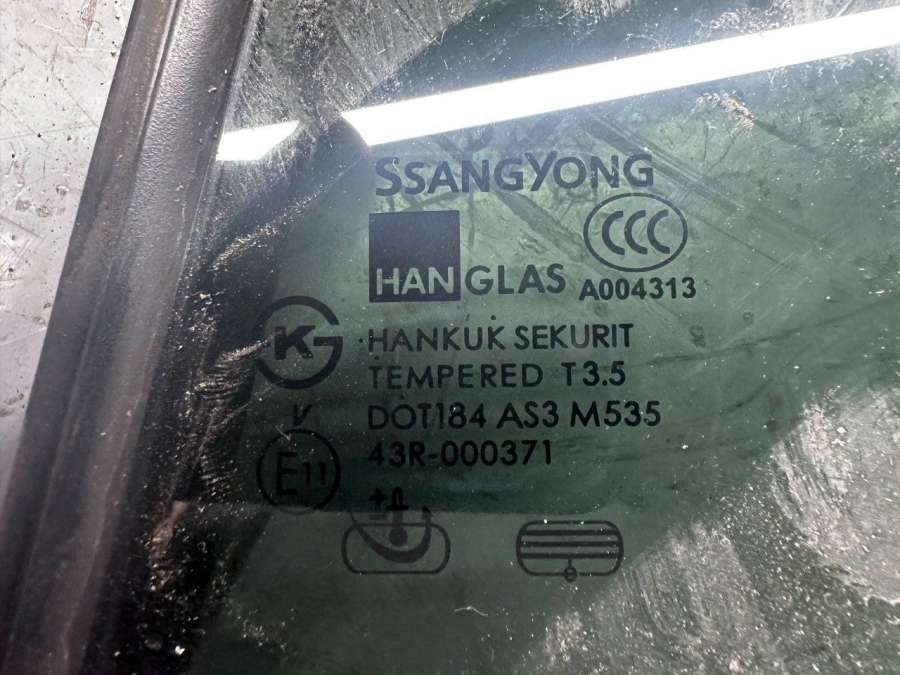 SSANGYONG
CCC
HANGLAS
A004313
K
HANKUK SEKURIT
TEMPERED T3.5
V
DOT184 AS3 M535
E11
43R-000371